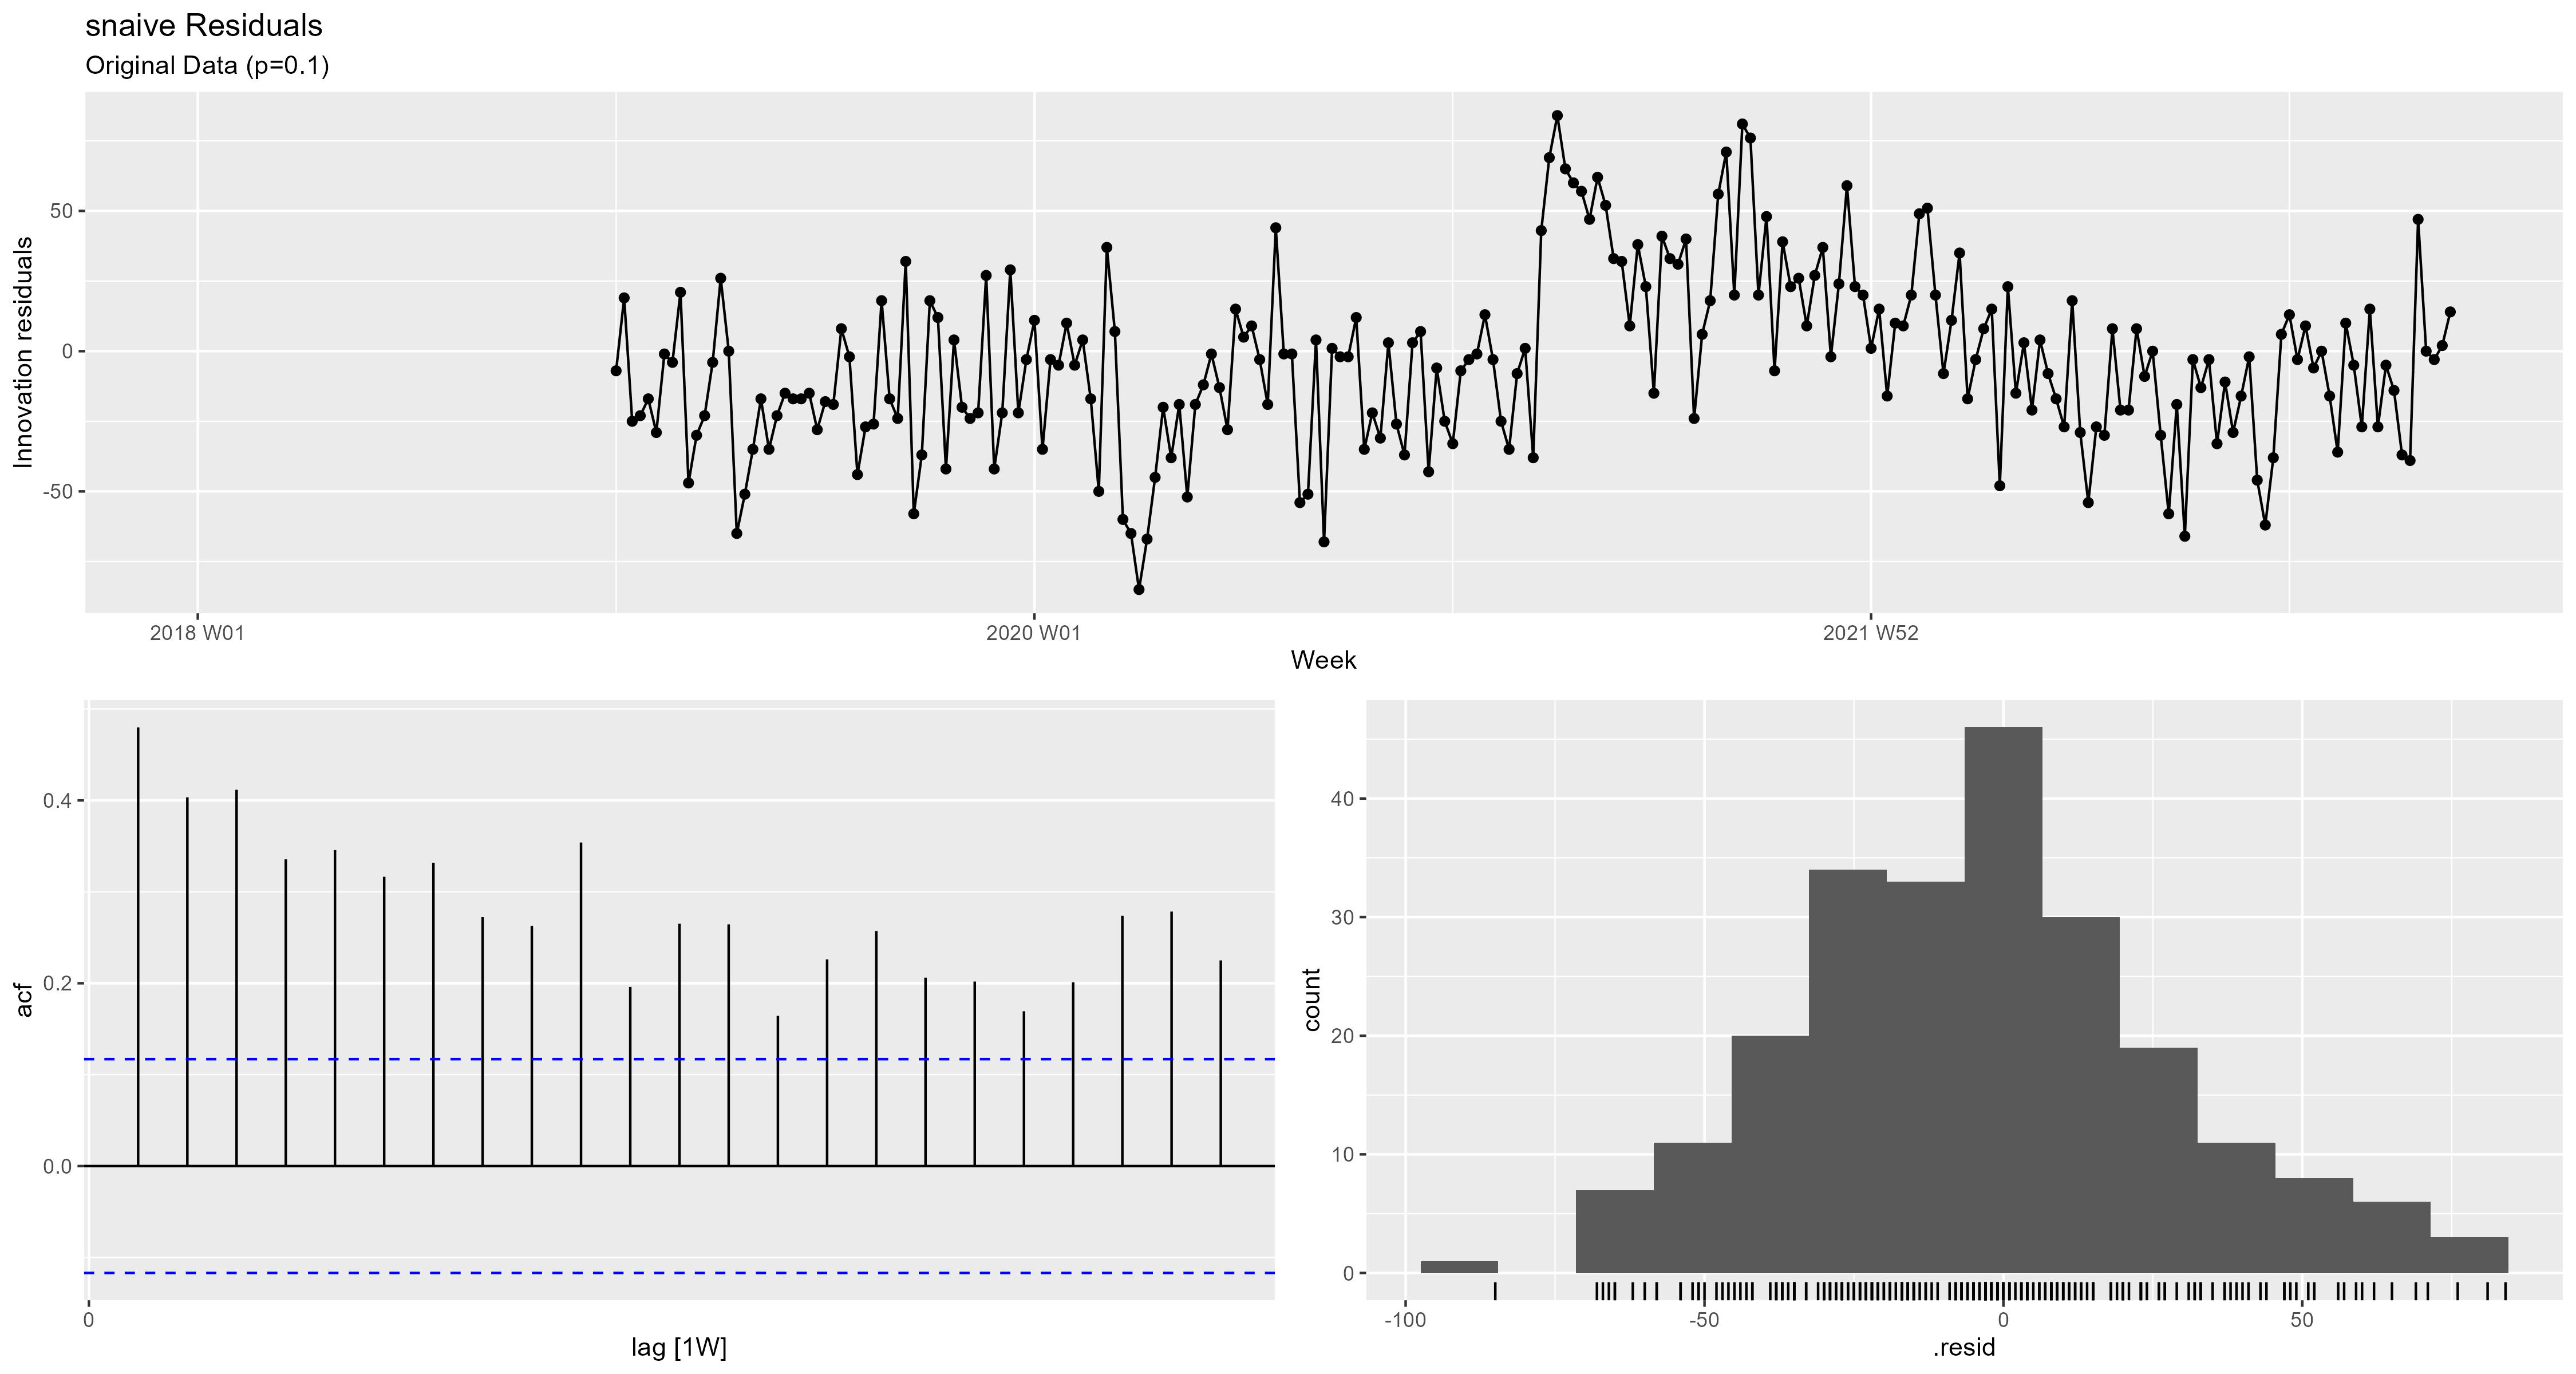 snaive Residuals
Original Data (p=0.1)
Innovation residuals
50
0
-50
2018 W01
2020 W01
2021 W52
Week
acf
0.4
0.2
0.0
0
lag [1W]
count
40
30
20
10
0
-100
-50
0
50
.resid